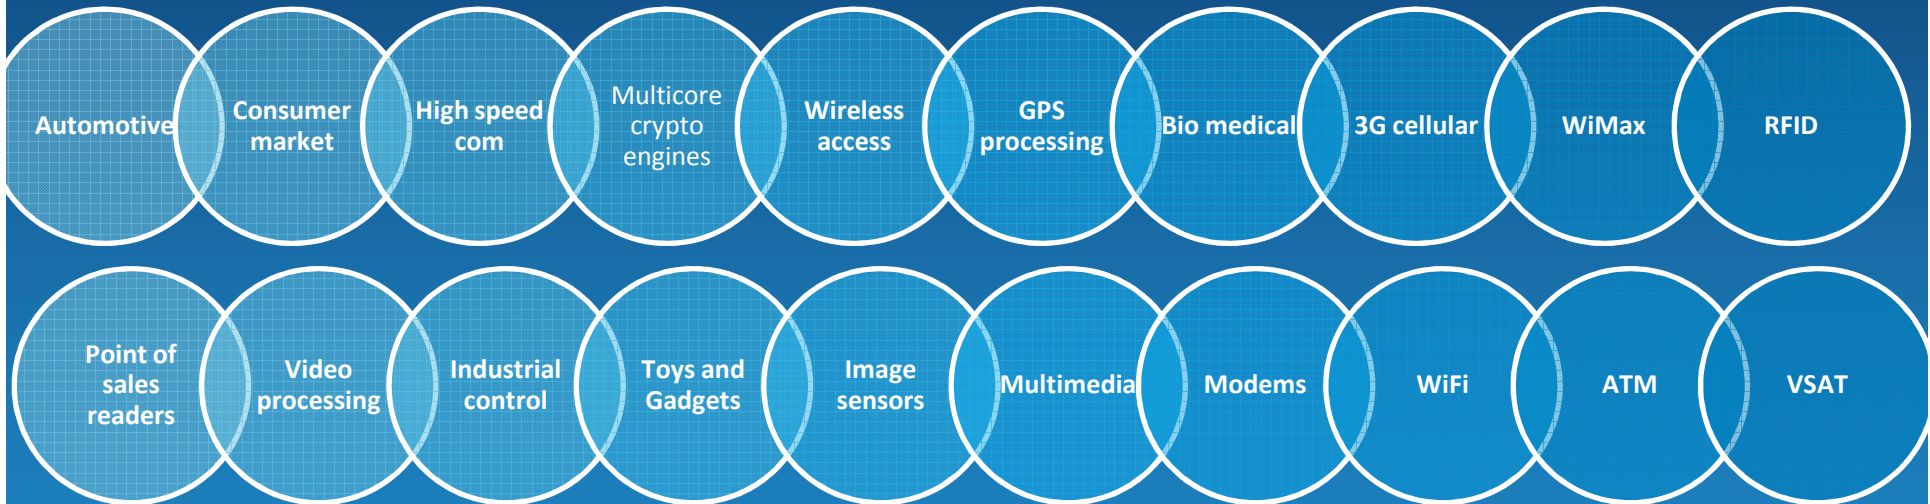 Automotive
Consumer
market
High speed
com
Multicore
crypto
engines
Wireless
access
GPS
processing
Bio medical
3G cellular
WiMax
RFID
Point of
sales
readers
Video
processing
Industrial
control
Toys and
Gadgets
Image
sensors
Multimedia
Modems
WiFi
ATM
VSAT